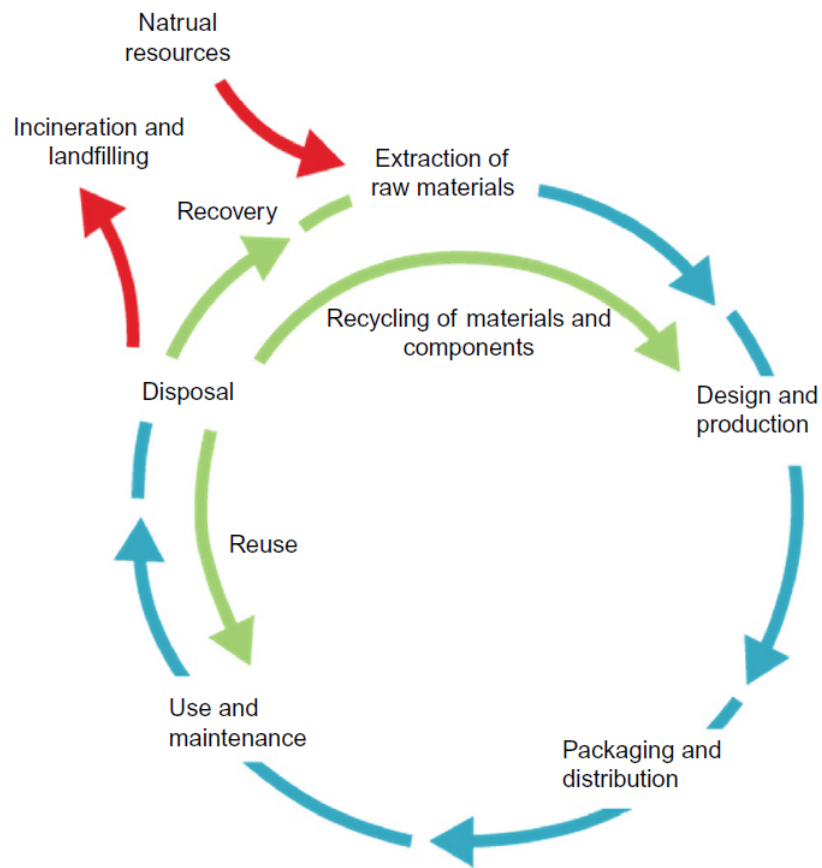 Natrual
resources
Incineration and
landfilling
Extraction of
raw materials
Recovery
Recycling of materials and
components
Disposal
Design and
production
Reuse
Use and
maintenance
Packaging and
distribution